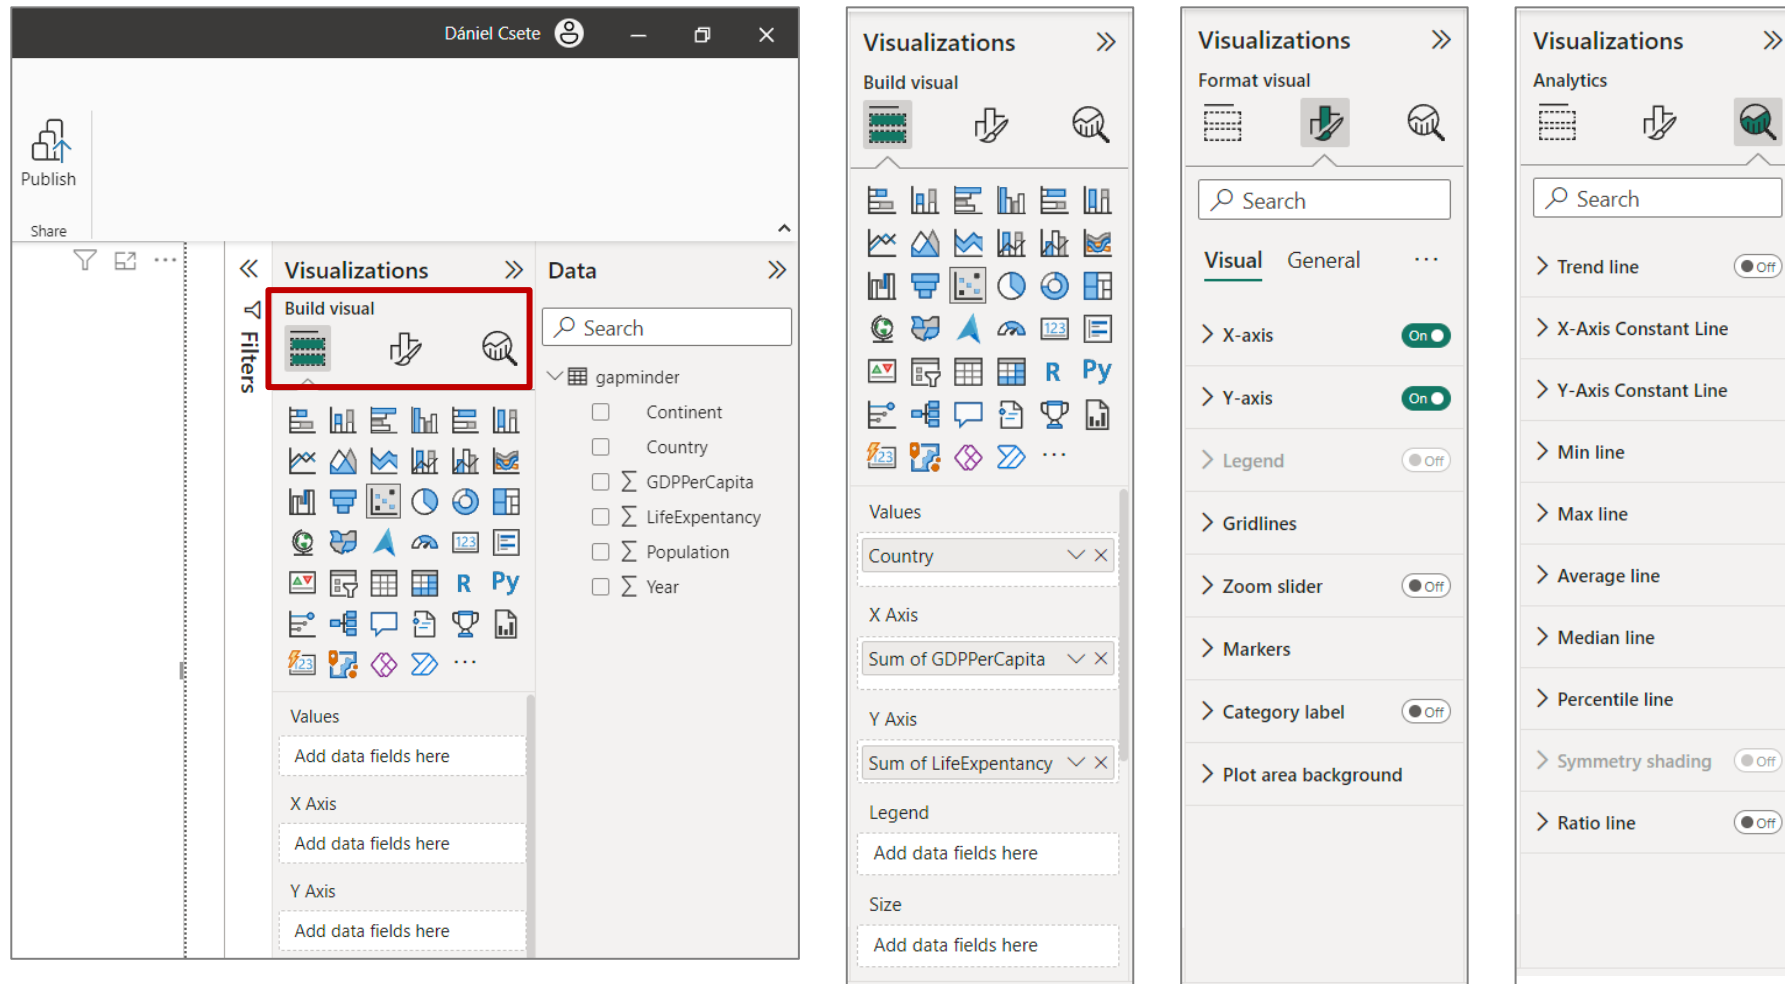 Dániel Csete
Publish
Share
Filters
Visualizations
Build visual
123
R
Py
123
Values
Add data fields here
X Axis
Add data fields here
Y Axis
Add data fields here
Data
Search
gapminder
Continent
Country
∑ GDPPerCapita
∑ LifeExpentancy
∑ Population
∑ Year
Visualizations
Build visual
123
R
Py
123
Values
Country
X Axis
Sum of GDPPerCapita
Y Axis
Sum of LifeExpentancy
Legend
Add data fields here
Size
Add data fields here
Visualizations
Format visual
Search
Visual General
X-axis On
Y-axis On
Legend Off
Gridlines
Zoom slider Off
Markers
Category label Off
Plot area background
Visualizations
Analytics
Search
Trend line Off
X-Axis Constant Line
Y-Axis Constant Line
Min line
Max line
Average line
Median line
Percentile line
Symmetry shading Off
Ratio line Off